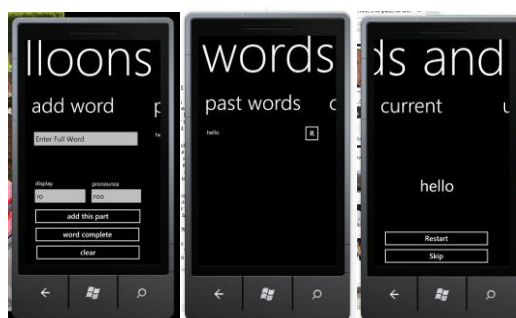 lloons
add word p
he
Enter Full Word
display pronounce
ro roo
add this part
word complete
clear
words
past words c
hello R
ds and
current u
hello
Restart
Skip